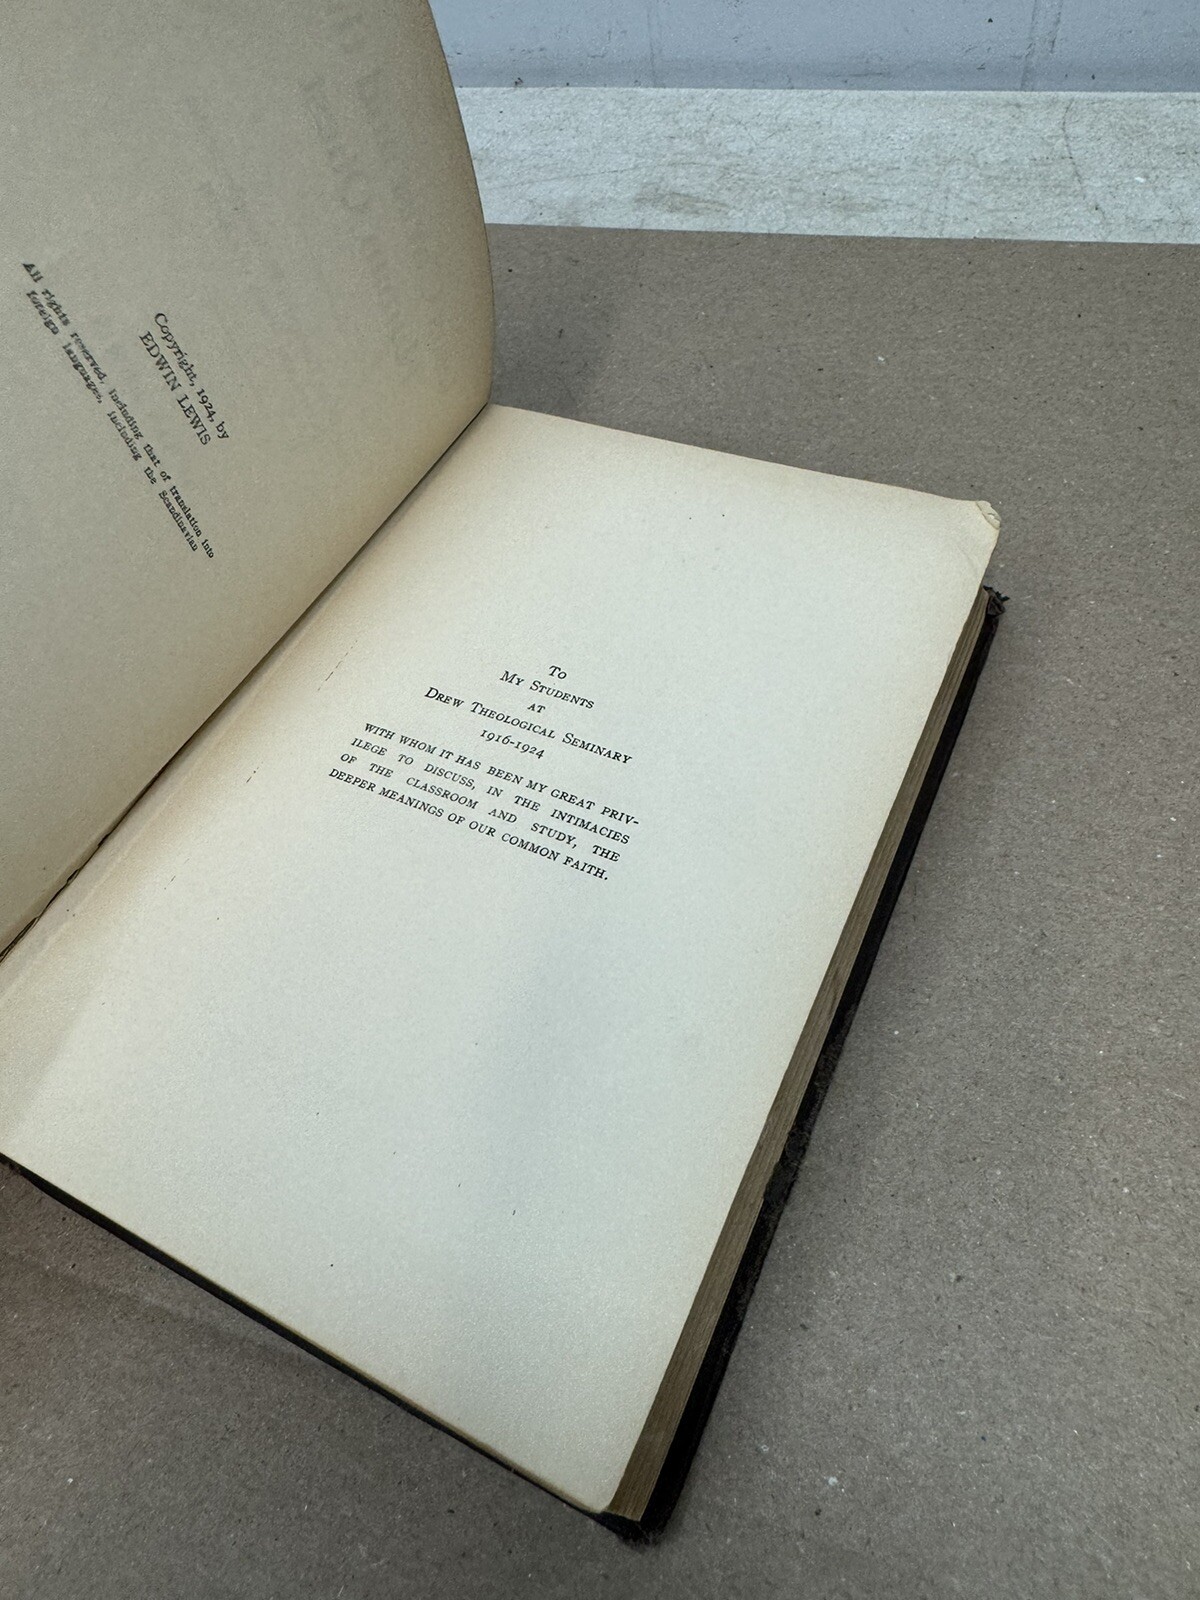 Copyright, 1924, by
EDWIN LEWIS
All rights reserved, including that of translation into
foreign languages, including the Scandinavian
To
My Students
at
Drew Theological Seminary
1916-1924
with whom it has been my great priv-
ilege to discuss, in the intimacies
of the classroom and study, the
deeper meanings of our common faith.